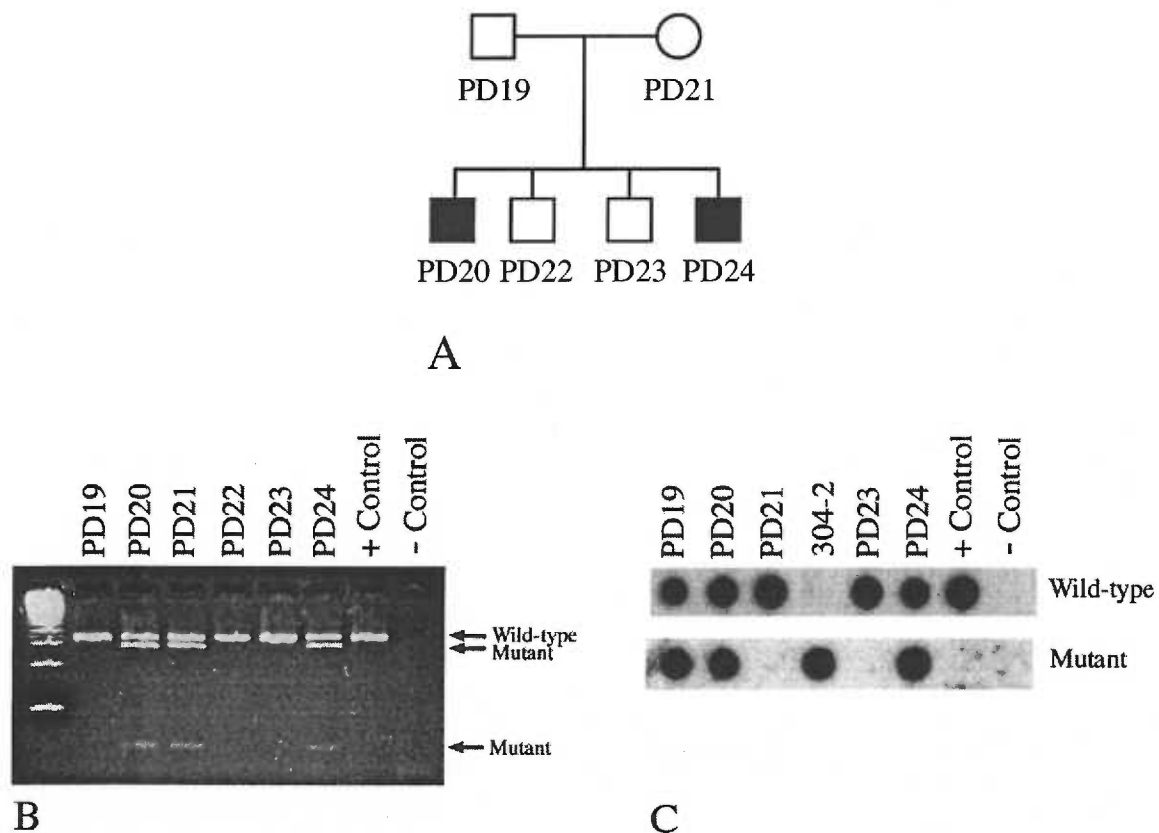 PD19 PD21
PD20 PD22 PD23 PD24
A
PD19 PD20 PD21 PD22 PD23 PD24 + Control - Control
Wild-type
Mutant
Mutant
B
PD19 PD20 PD21 304-2 PD23 PD24 + Control - Control
Wild-type
Mutant
C